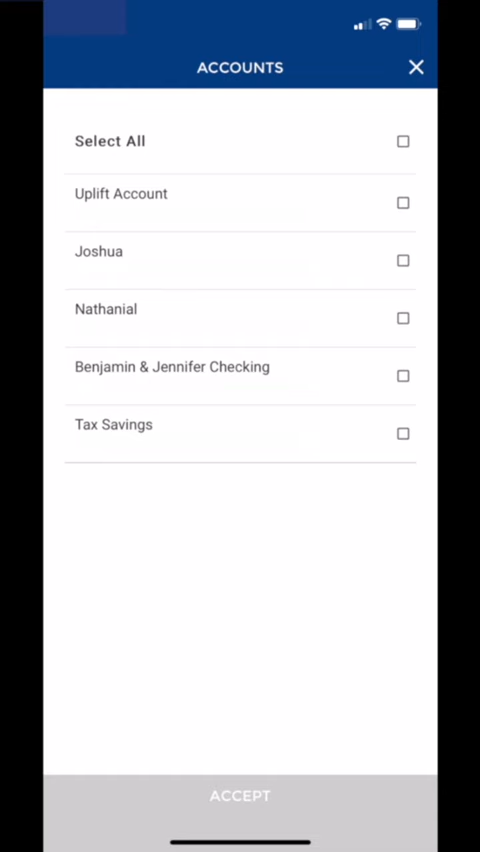 ACCOUNTS
Select All
Uplift Account
Joshua
Nathanial
Benjamin & Jennifer Checking
Tax Savings
ACCEPT